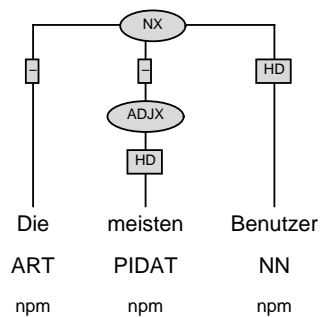 NX
– – HD
ADJX
HD
Die meisten Benutzer
ART PIDAT NN
npm npm npm